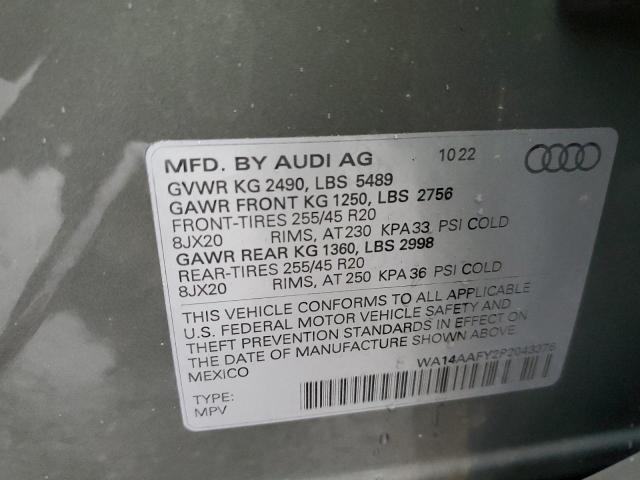 MFD. BY AUDI AG 10 22
GVWR KG 2490, LBS 5489
GAWR FRONT KG 1250, LBS 2756
FRONT-TIRES 255/45 R20
8JX20 RIMS, AT 230 KPA 33 PSI COLD
GAWR REAR KG 1360, LBS 2998
REAR-TIRES 255/45 R20
8JX20 RIMS, AT 250 KPA 36 PSI COLD
THIS VEHICLE CONFORMS TO ALL APPLICABLE
U.S. FEDERAL MOTOR VEHICLE SAFETY AND
THEFT PREVENTION STANDARDS IN EFFECT ON
THE DATE OF MANUFACTURE SHOWN ABOVE.
MEXICO
WA14AAFY2P2043376
TYPE:
MPV